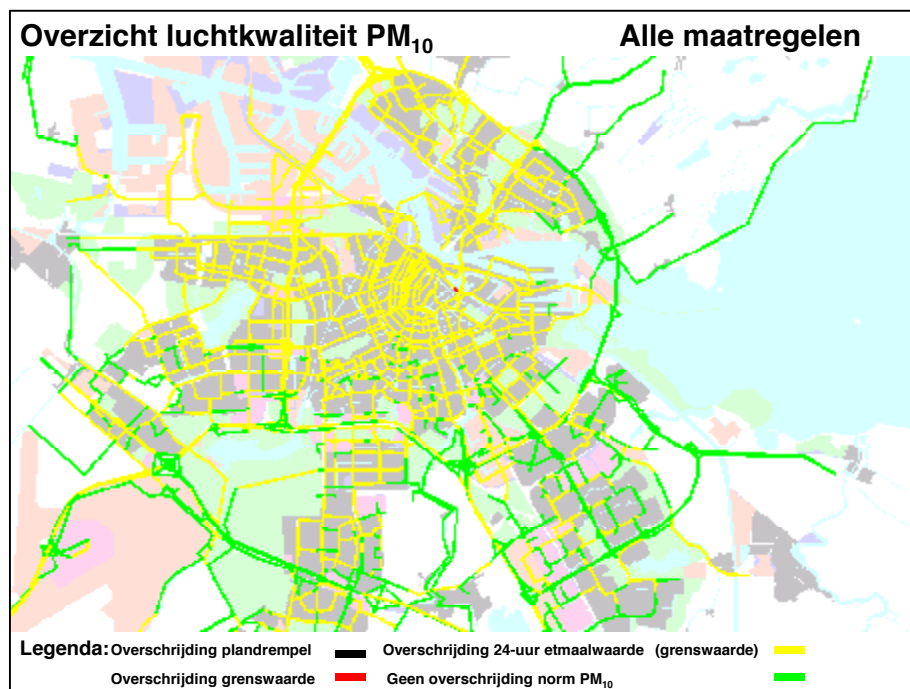 Overzicht luchtkwaliteit PM10 Alle maatregelen
Legenda: Overschrijding plandrempel Overschrijding 24-uur etmaalwaarde (grenswaarde)
Overschrijding grenswaarde Geen overschrijding norm PM10